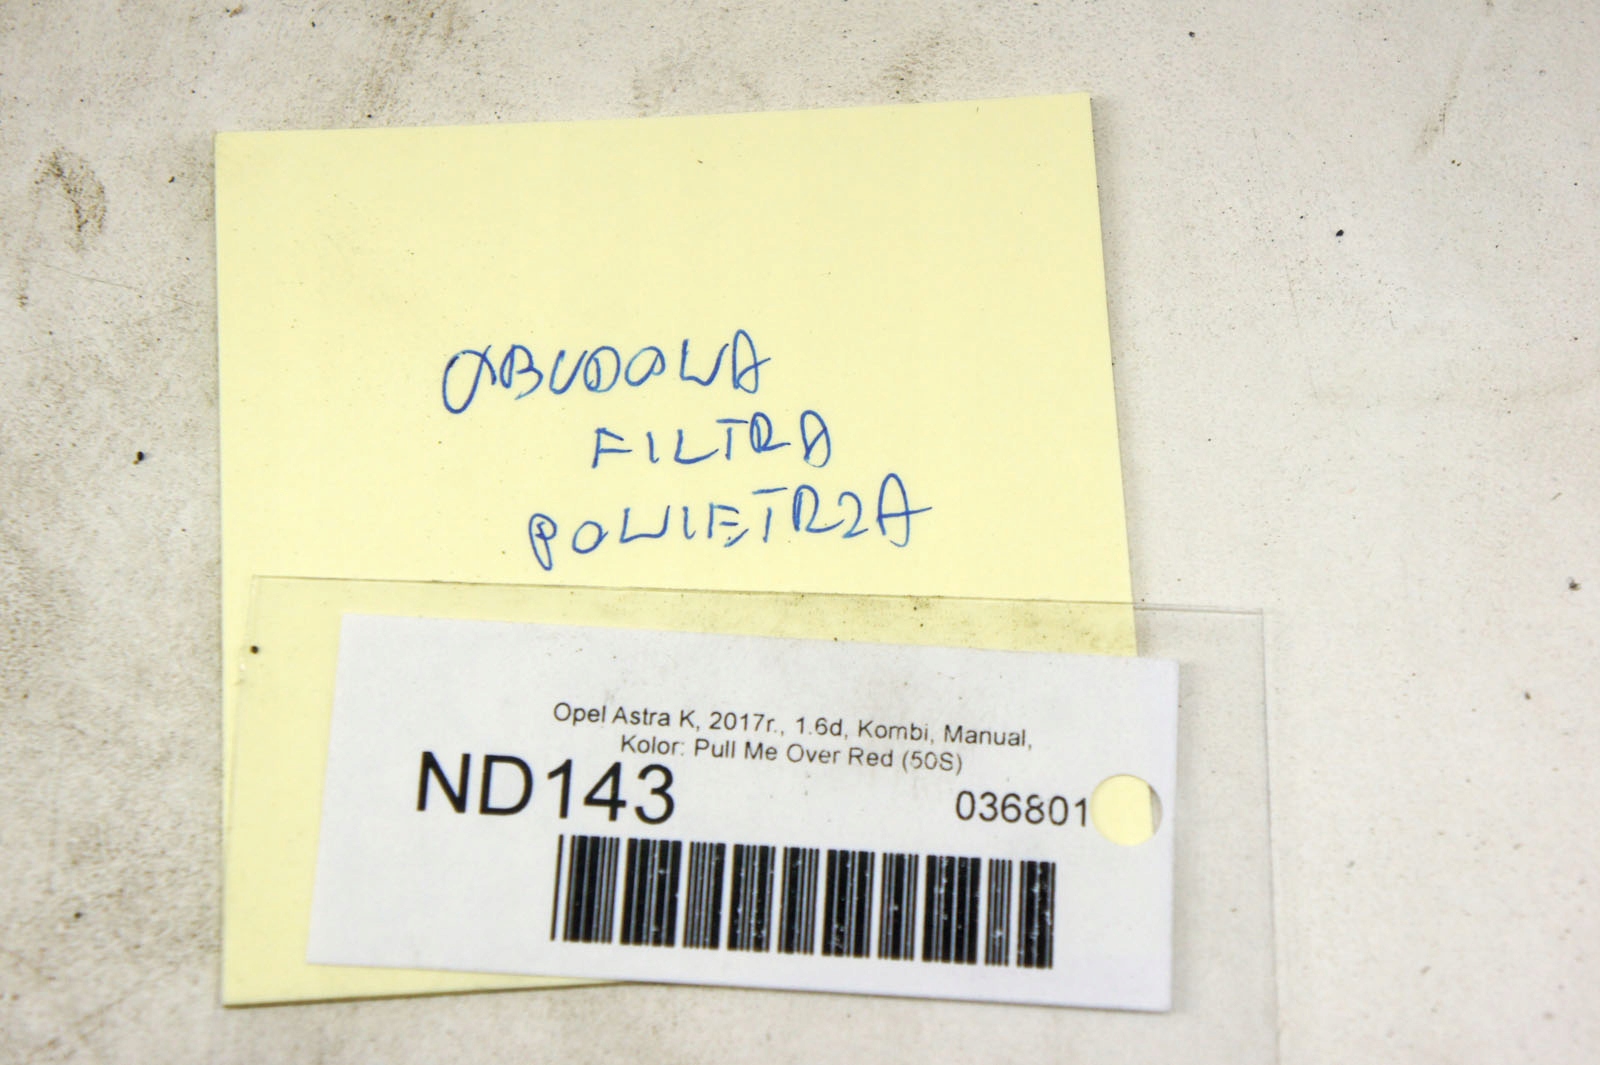 OBUDOWA
FILTRA
POWIETRZA
Opel Astra K, 2017r., 1.6d, Kombi, Manual,
Kolor: Pull Me Over Red (50S)
ND143
036801